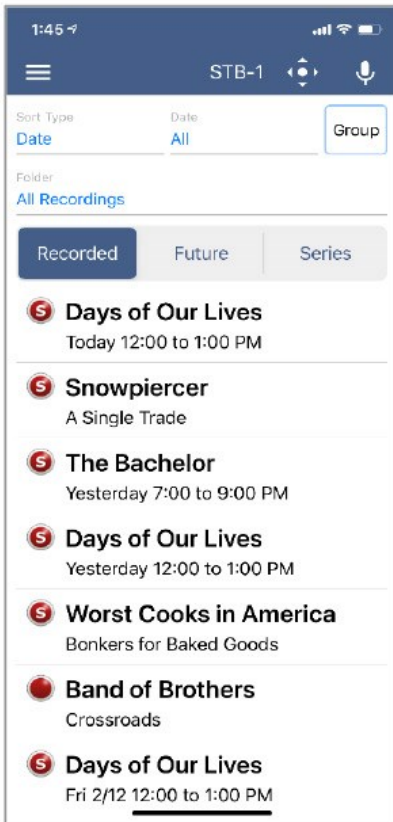 1:45
STB-1
Sort Type Date
Date All Group
Folder
All Recordings
Recorded Future Series
S Days of Our Lives
Today 12:00 to 1:00 PM
S Snowpiercer
A Single Trade
S The Bachelor
Yesterday 7:00 to 9:00 PM
S Days of Our Lives
Yesterday 12:00 to 1:00 PM
S Worst Cooks in America
Bonkers for Baked Goods
Band of Brothers
Crossroads
S Days of Our Lives
Fri 2/12 12:00 to 1:00 PM